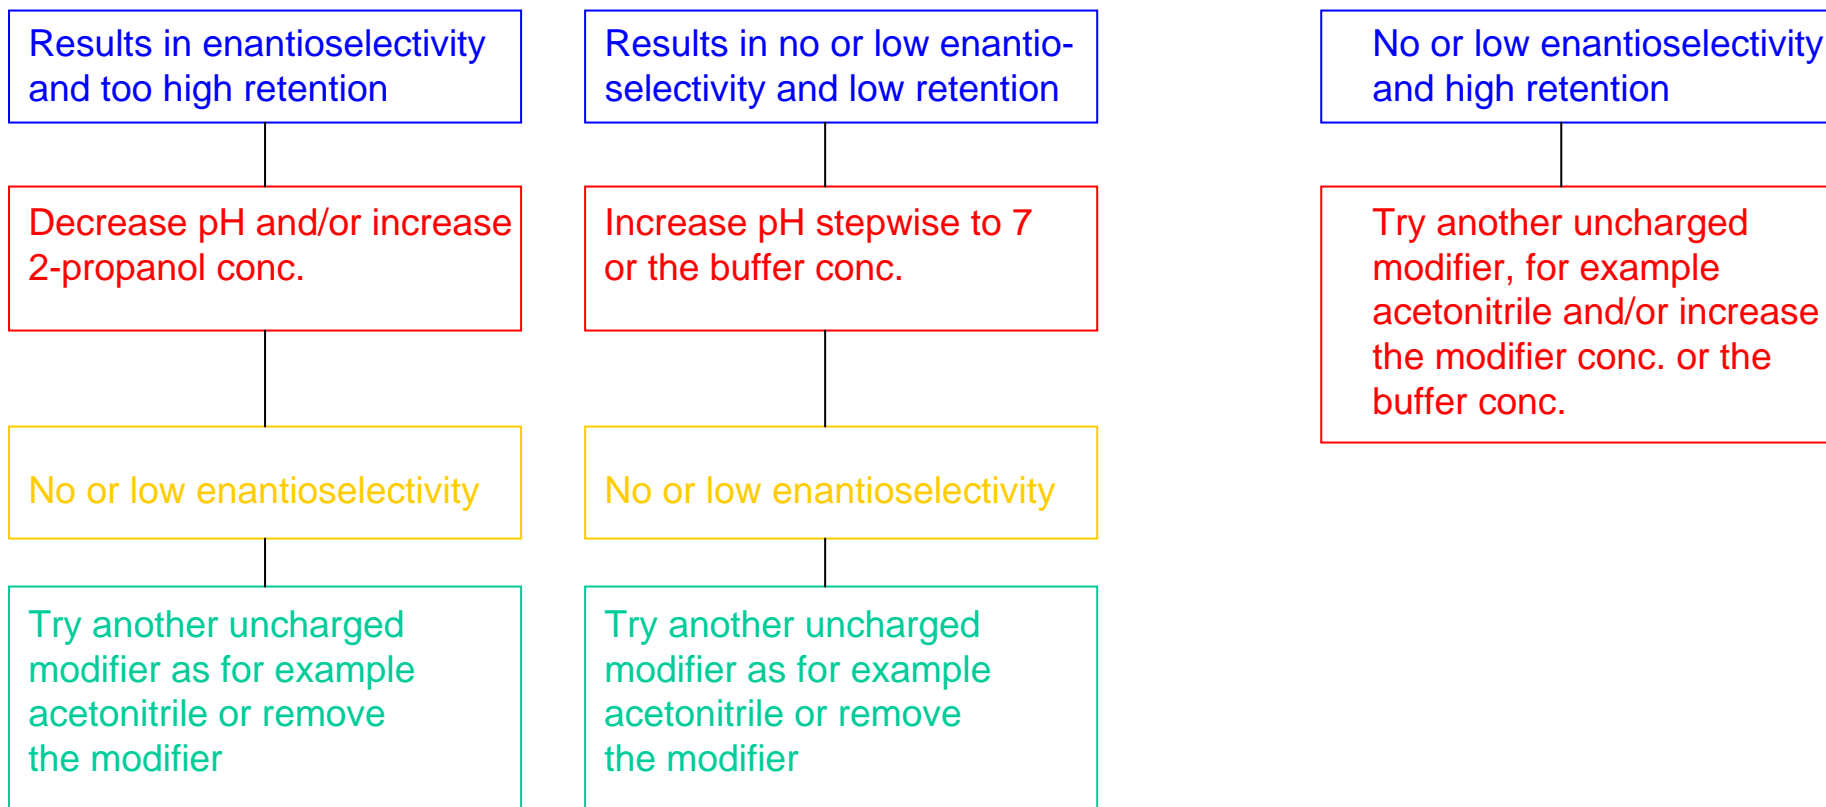 Results in enantioselectivity
and too high retention
Decrease pH and/or increase
2-propanol conc.
No or low enantioselectivity
Try another uncharged
modifier as for example
acetonitrile or remove
the modifier
Results in no or low enantio-
selectivity and low retention
Increase pH stepwise to 7
or the buffer conc.
No or low enantioselectivity
Try another uncharged
modifier as for example
acetonitrile or remove
the modifier
No or low enantioselectivity
and high retention
Try another uncharged
modifier, for example
acetonitrile and/or increase
the modifier conc. or the
buffer conc.